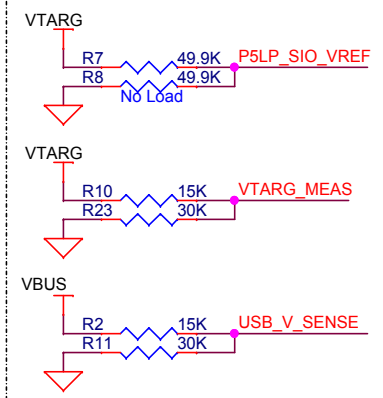 VTARG
R7 49.9K P5LP_SIO_VREF
R8 49.9K
No Load
VTARG
R10 15K VTARG_MEAS
R23 30K
VBUS
R2 15K USB_V_SENSE
R11 30K